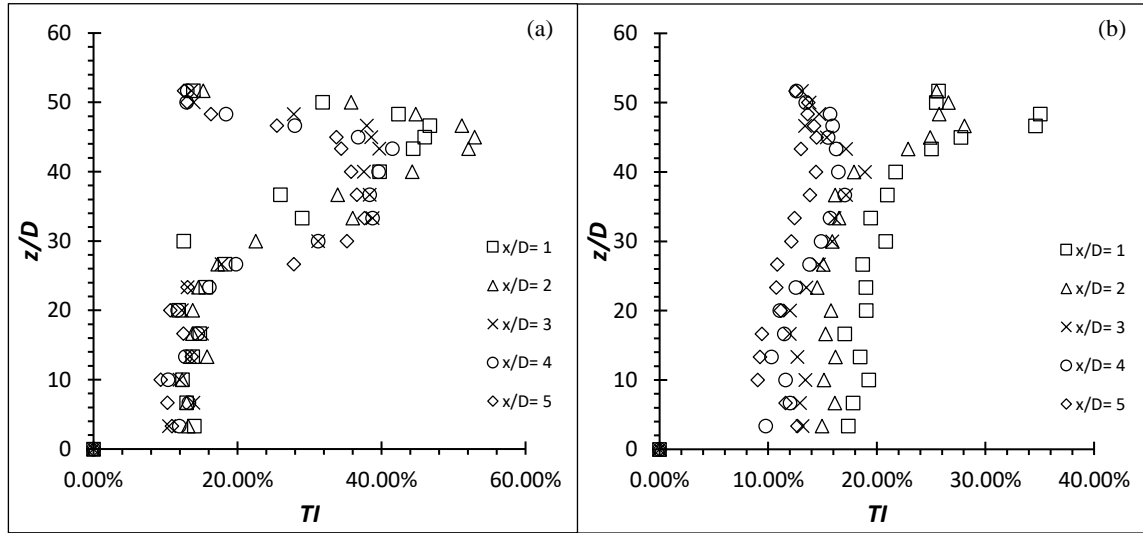 (a)
60
50
40
30
20
10
0
z/D
0.00% 20.00% 40.00% 60.00%
TI
x/D= 1
x/D= 2
x/D= 3
x/D= 4
x/D= 5
(b)
60
50
40
30
20
10
0
z/D
0.00% 10.00% 20.00% 30.00% 40.00%
TI
x/D= 1
x/D= 2
x/D= 3
x/D= 4
x/D= 5